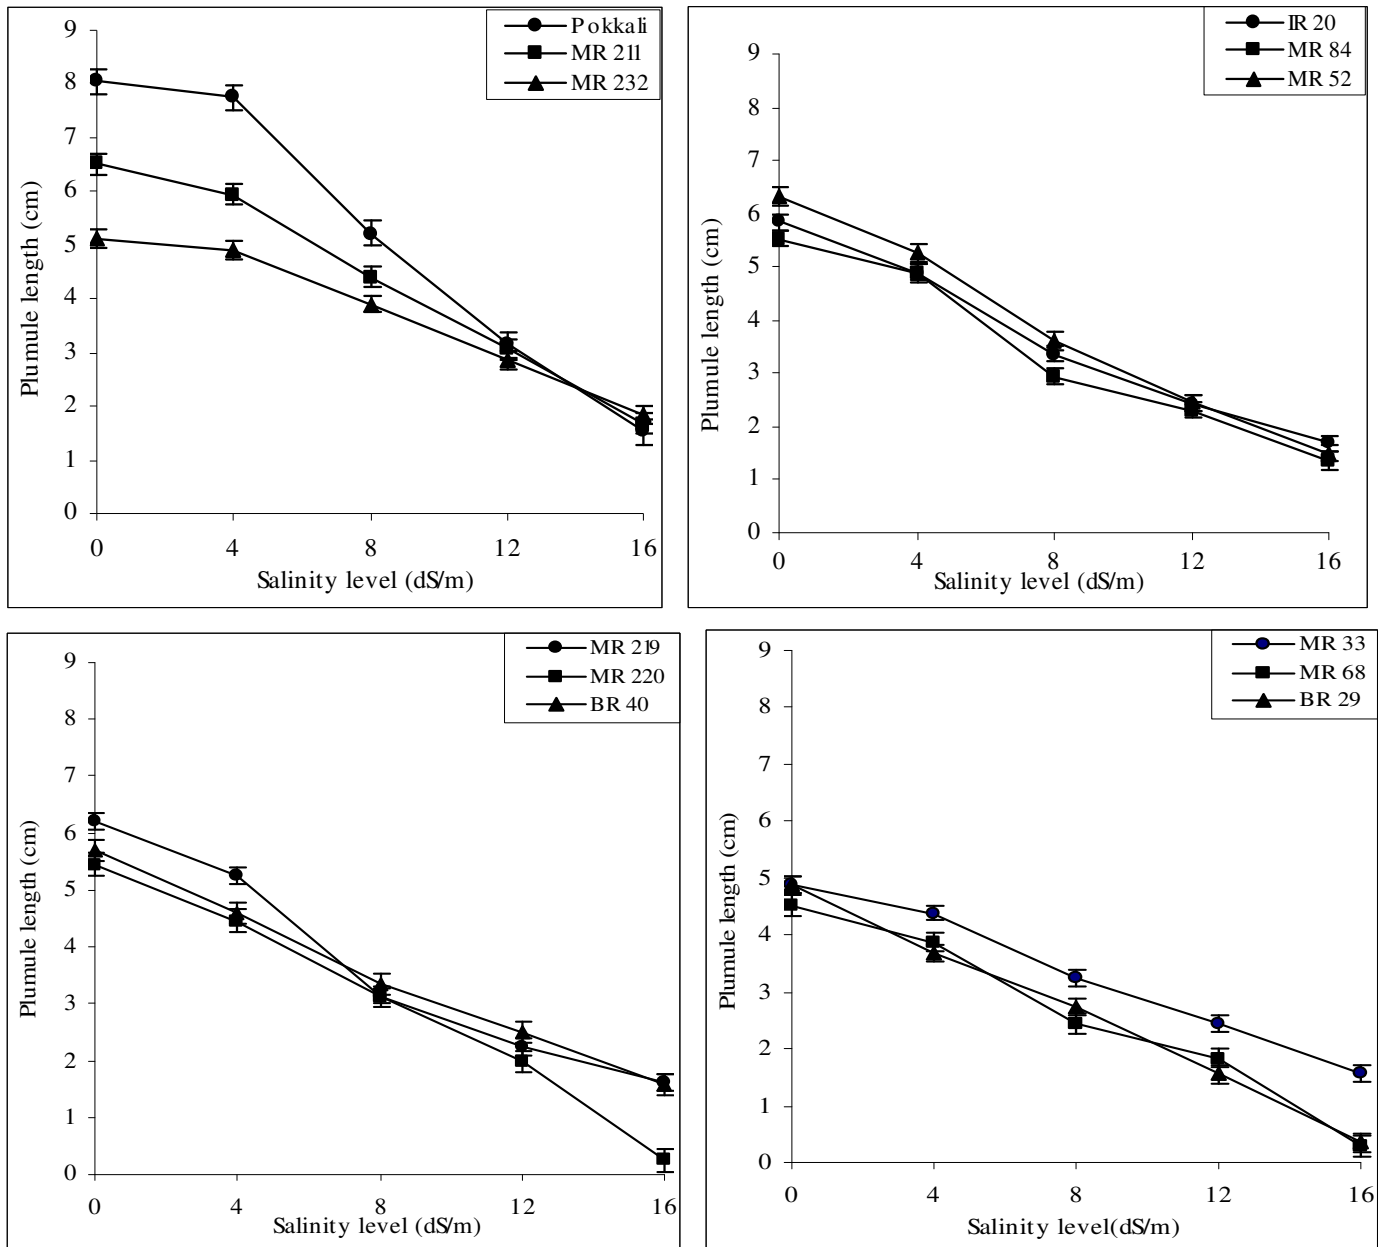 Pokkali
MR 211
MR 232
9
8
7
6
5
4
3
2
1
0
Plumule length (cm)
0 4 8 12 16
Salinity level (dS/m)
IR 20
MR 84
MR 52
9
8
7
6
5
4
3
2
1
0
Plumule length (cm)
0 4 8 12 16
Salinity level (dS/m)
MR 219
MR 220
BR 40
9
8
7
6
5
4
3
2
1
0
Plumule length (cm)
0 4 8 12 16
Salinity level (dS/m)
MR 33
MR 68
BR 29
9
8
7
6
5
4
3
2
1
0
Plumule length (cm)
0 4 8 12 16
Salinity level(dS/m)